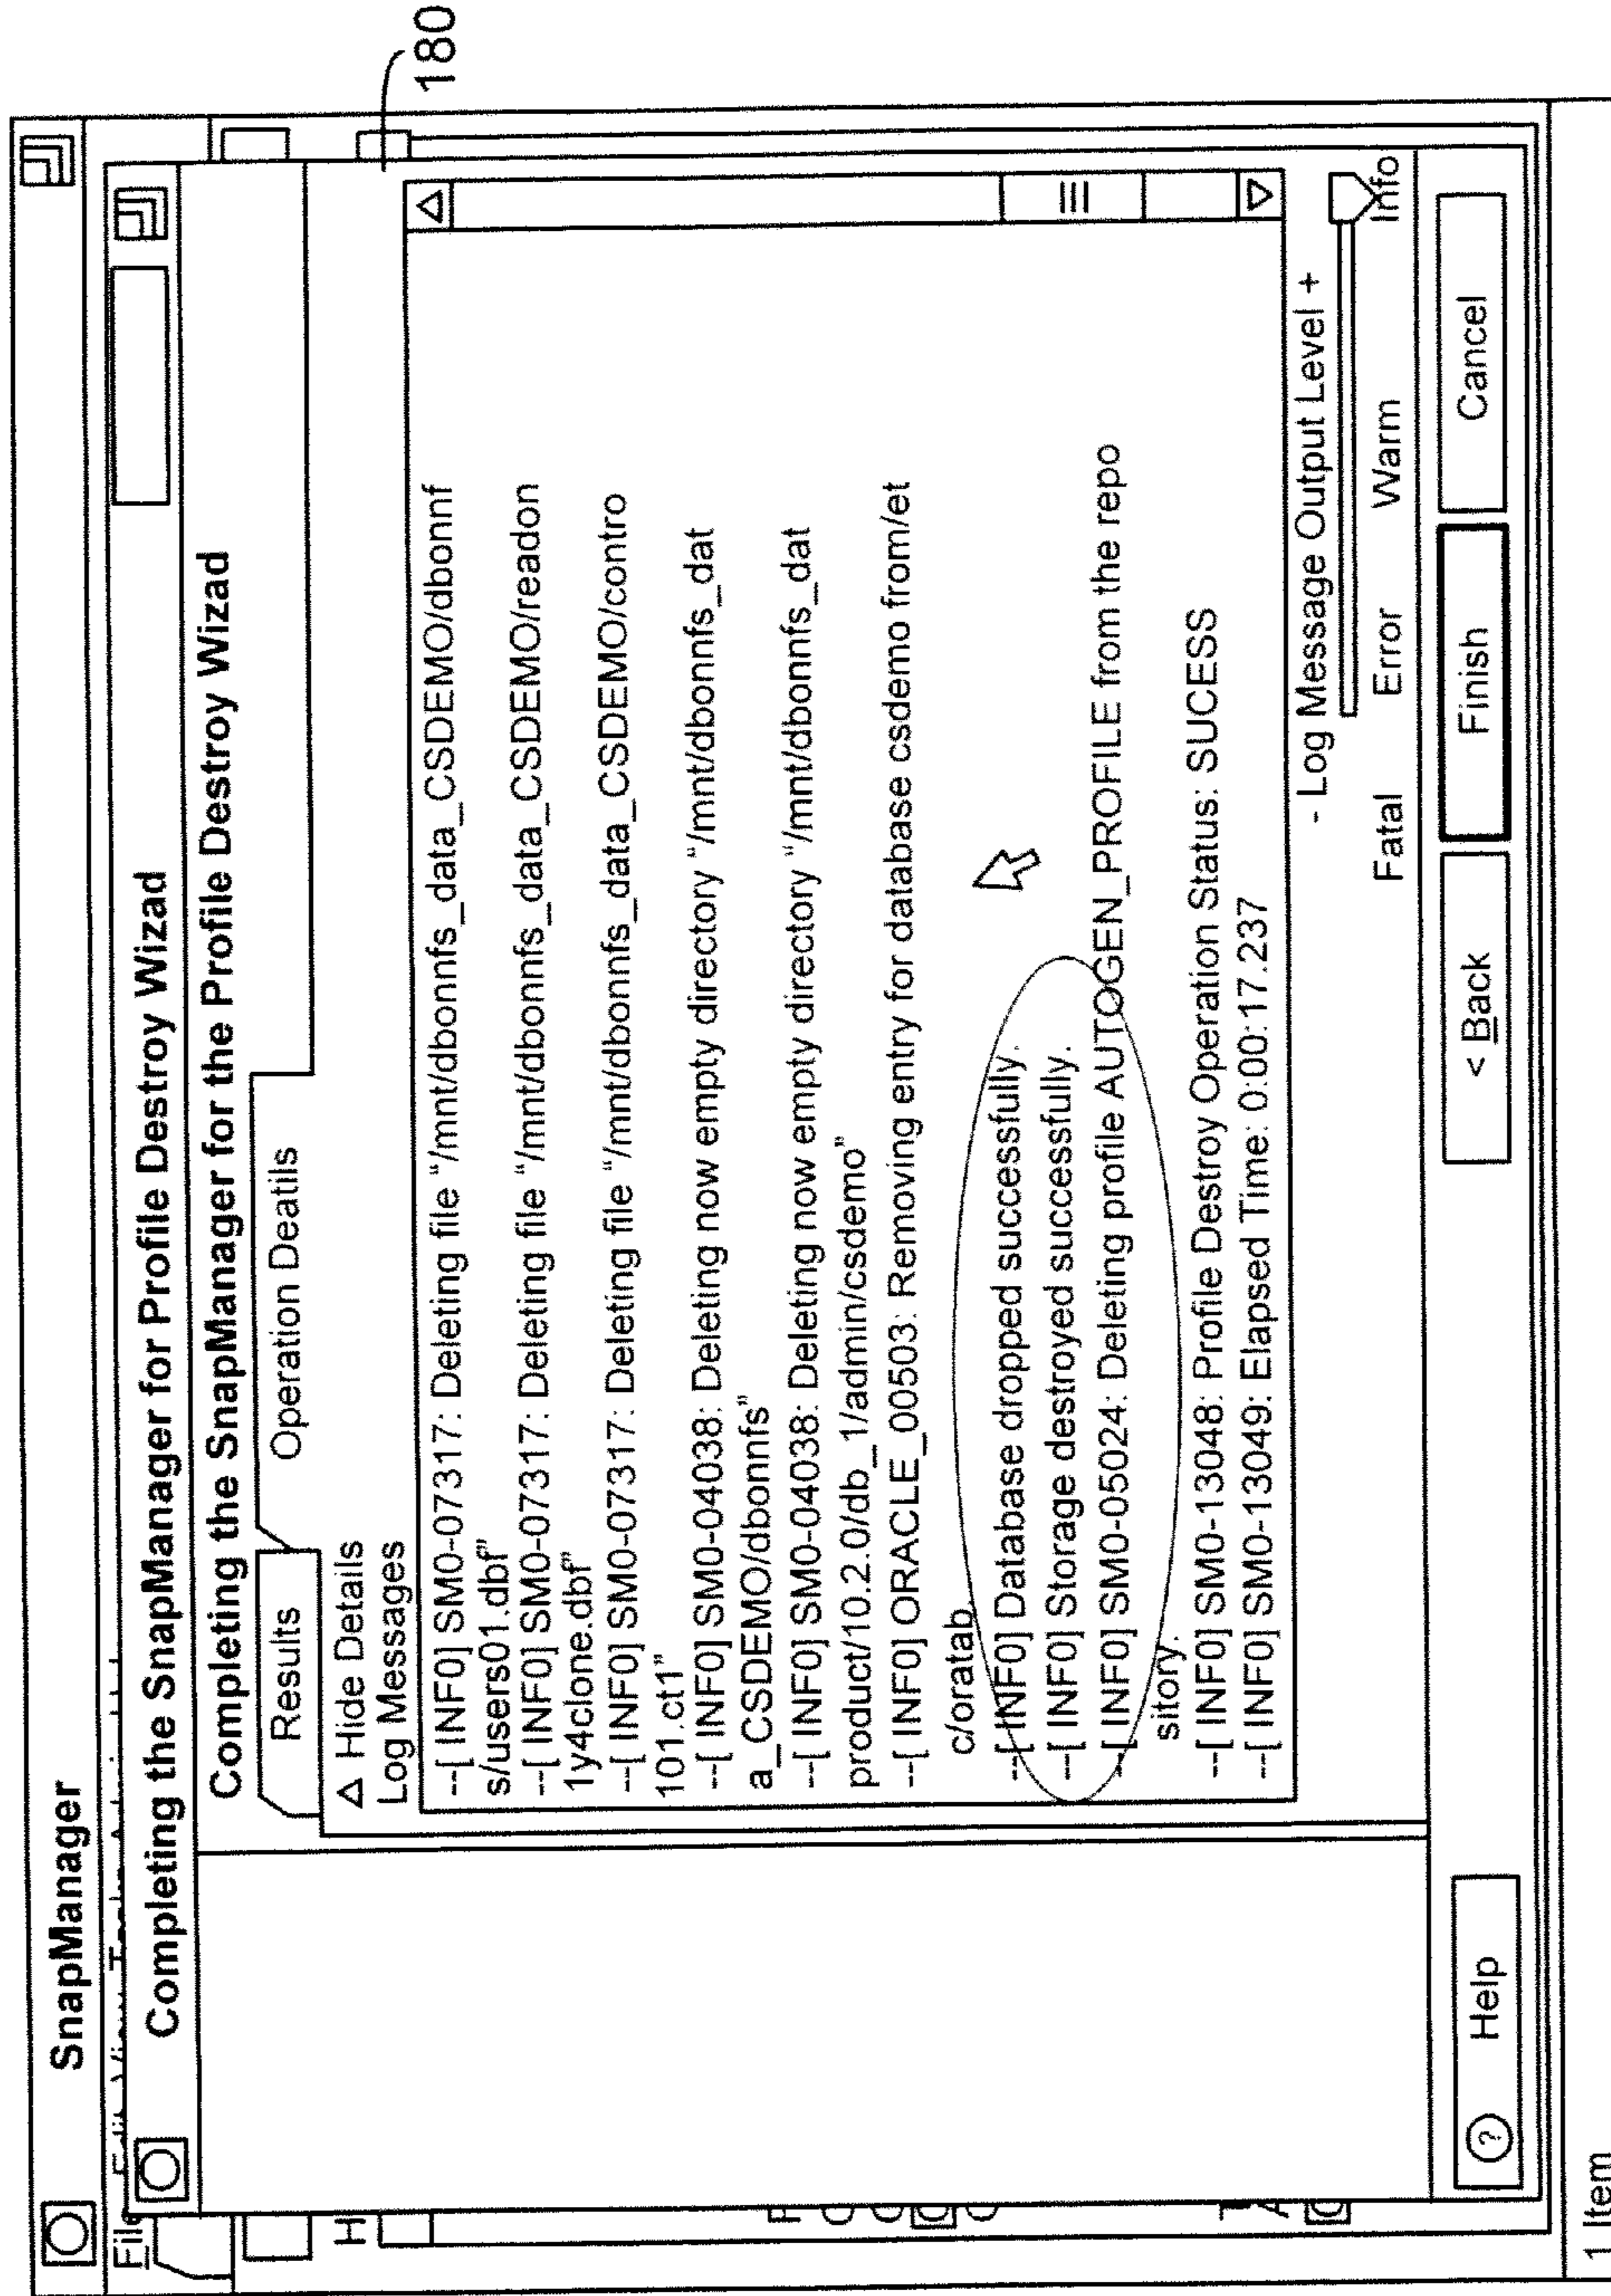 SnapManager
File
Completing the SnapManager for Profile Destroy Wizad
Completing the SnapManager for the Profile Destroy Wizad
Results
Operation Deatils
180
Δ Hide Details
Log Messages
--[ INF0] SM0-07317: Deleting file “/mnt/dbonnfs_data_CSDEMO/dbonnf
s/users01.dbf”
--[ INF0] SM0-07317: Deleting file “/mnt/dbonnfs_data_CSDEMO/readon
1y4clone.dbf”
--[ INF0] SM0-07317: Deleting file “/mnt/dbonnfs_data_CSDEMO/contro
101.ct1”
--[ INF0] SM0-04038: Deleting now empty directory “/mnt/dbonnfs_dat
a_CSDEMO/dbonnfs”
--[ INF0] SM0-04038: Deleting now empty directory “/mnt/dbonnfs_dat
product/10.2.0/db_1/admin/csdemo”
--[ INF0] ORACLE_00503: Removing entry for database csdemo from/et
c/oratab.
--[ INF0] Database dropped successfully.
--[ INF0] Storage destroyed successfully.
--[ INF0] SM0-05024: Deleting profile AUTOGEN_PROFILE from the repo
sitory.
--[ INF0] SM0-13048: Profile Destroy Operation Status: SUCESS
--[ INF0] SM0-13049: Elapsed Time: 0:00:17.237
- Log Message Output Level +
Fatal Error Warm Info
? Help
< Back
Finish
Cancel
1 Item